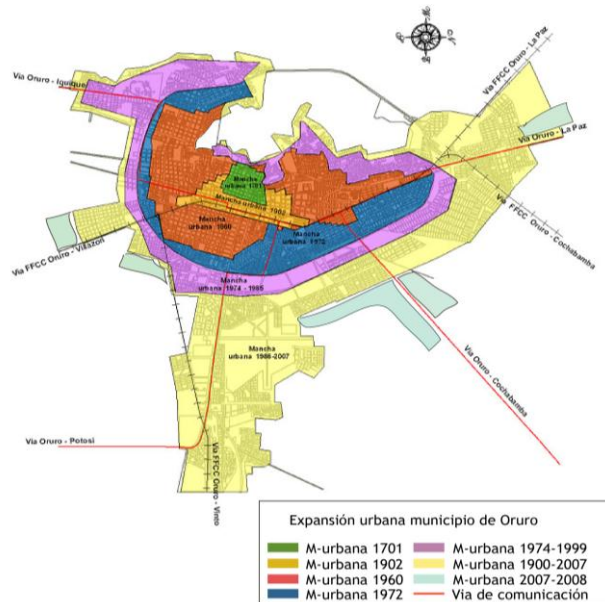 Vía FFCC Oruro - La Paz
Vía Oruro - Iquique
Vía Oruro - La Paz
Mancha
urbana 1701
Mancha urbana 1902
Vía FFCC Oruro - Cochabamba
Mancha
urbana 1960
Mancha
urbana 1972
Vía FFCC Oruro - Villazón
Mancha
urbana 1974 - 1985
Mancha
urbana 1986-2007
Vía Oruro - Cochabamba
Vía Oruro - Potosí
Vía FFCC Oruro - Vinto
Expansión urbana municipio de Oruro
M-urbana 1701
M-urbana 1902
M-urbana 1960
M-urbana 1972
M-urbana 1974-1999
M-urbana 1900-2007
M-urbana 2007-2008
Vía de comunicación